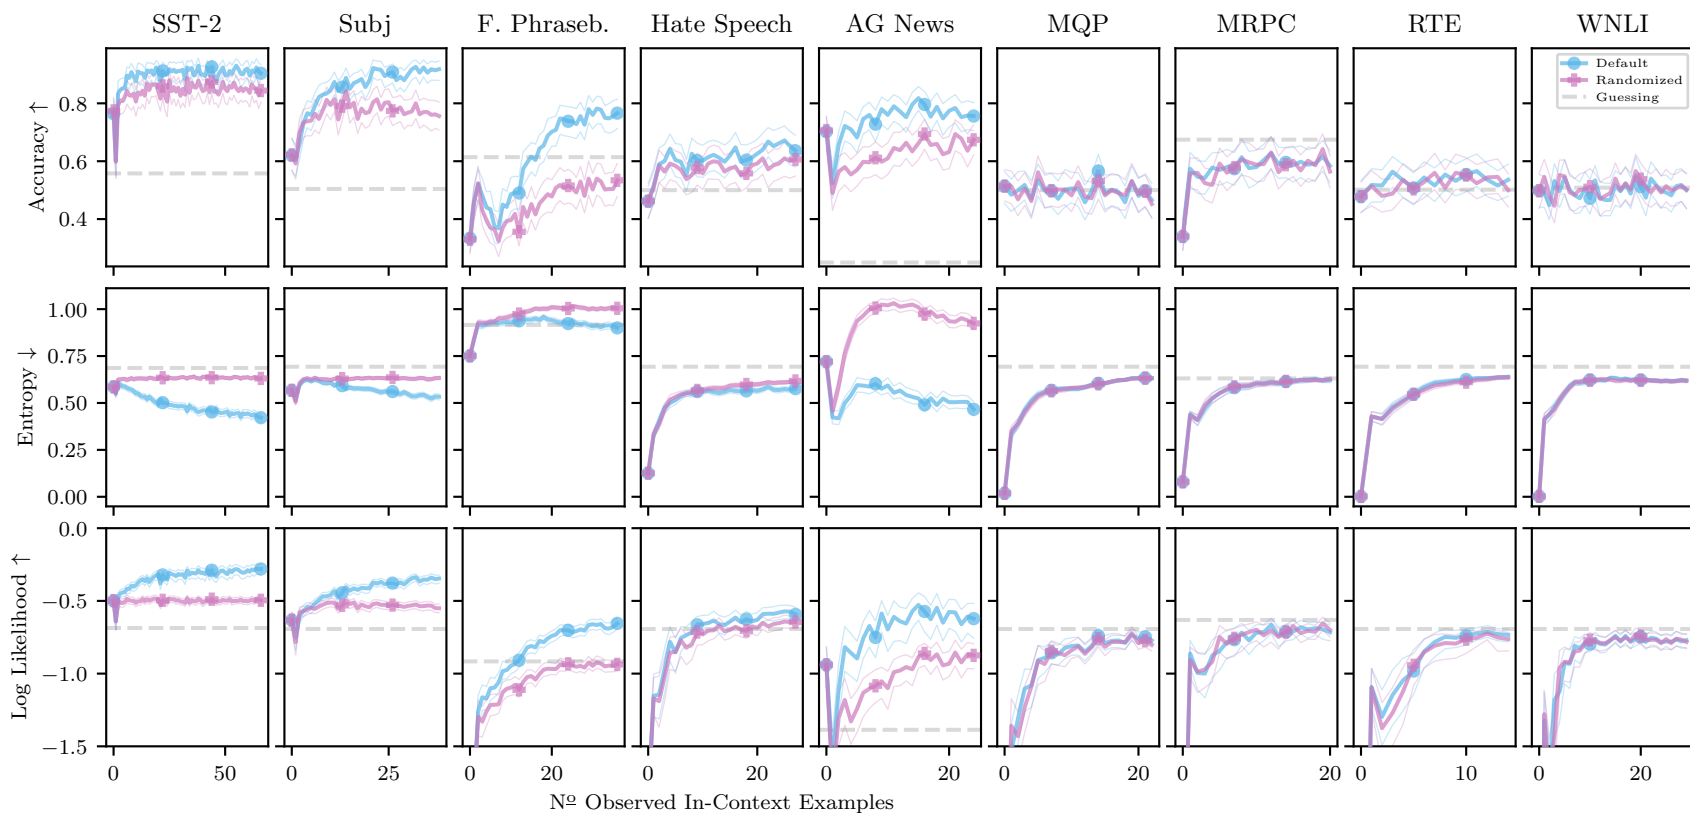 SST-2 Subj F. Phraseb. Hate Speech AG News MQP MRPC RTE WNLI
Accuracy ↑
0.8
0.6
0.4
Default
Randomized
Guessing
Entropy ↓
1.00
0.75
0.50
0.25
0.00
Log Likelihood ↑
0.0
−0.5
−1.0
−1.5
0 50 0 25 0 20 0 20 0 20 0 20 0 20 0 10 0 20
Nº Observed In-Context Examples